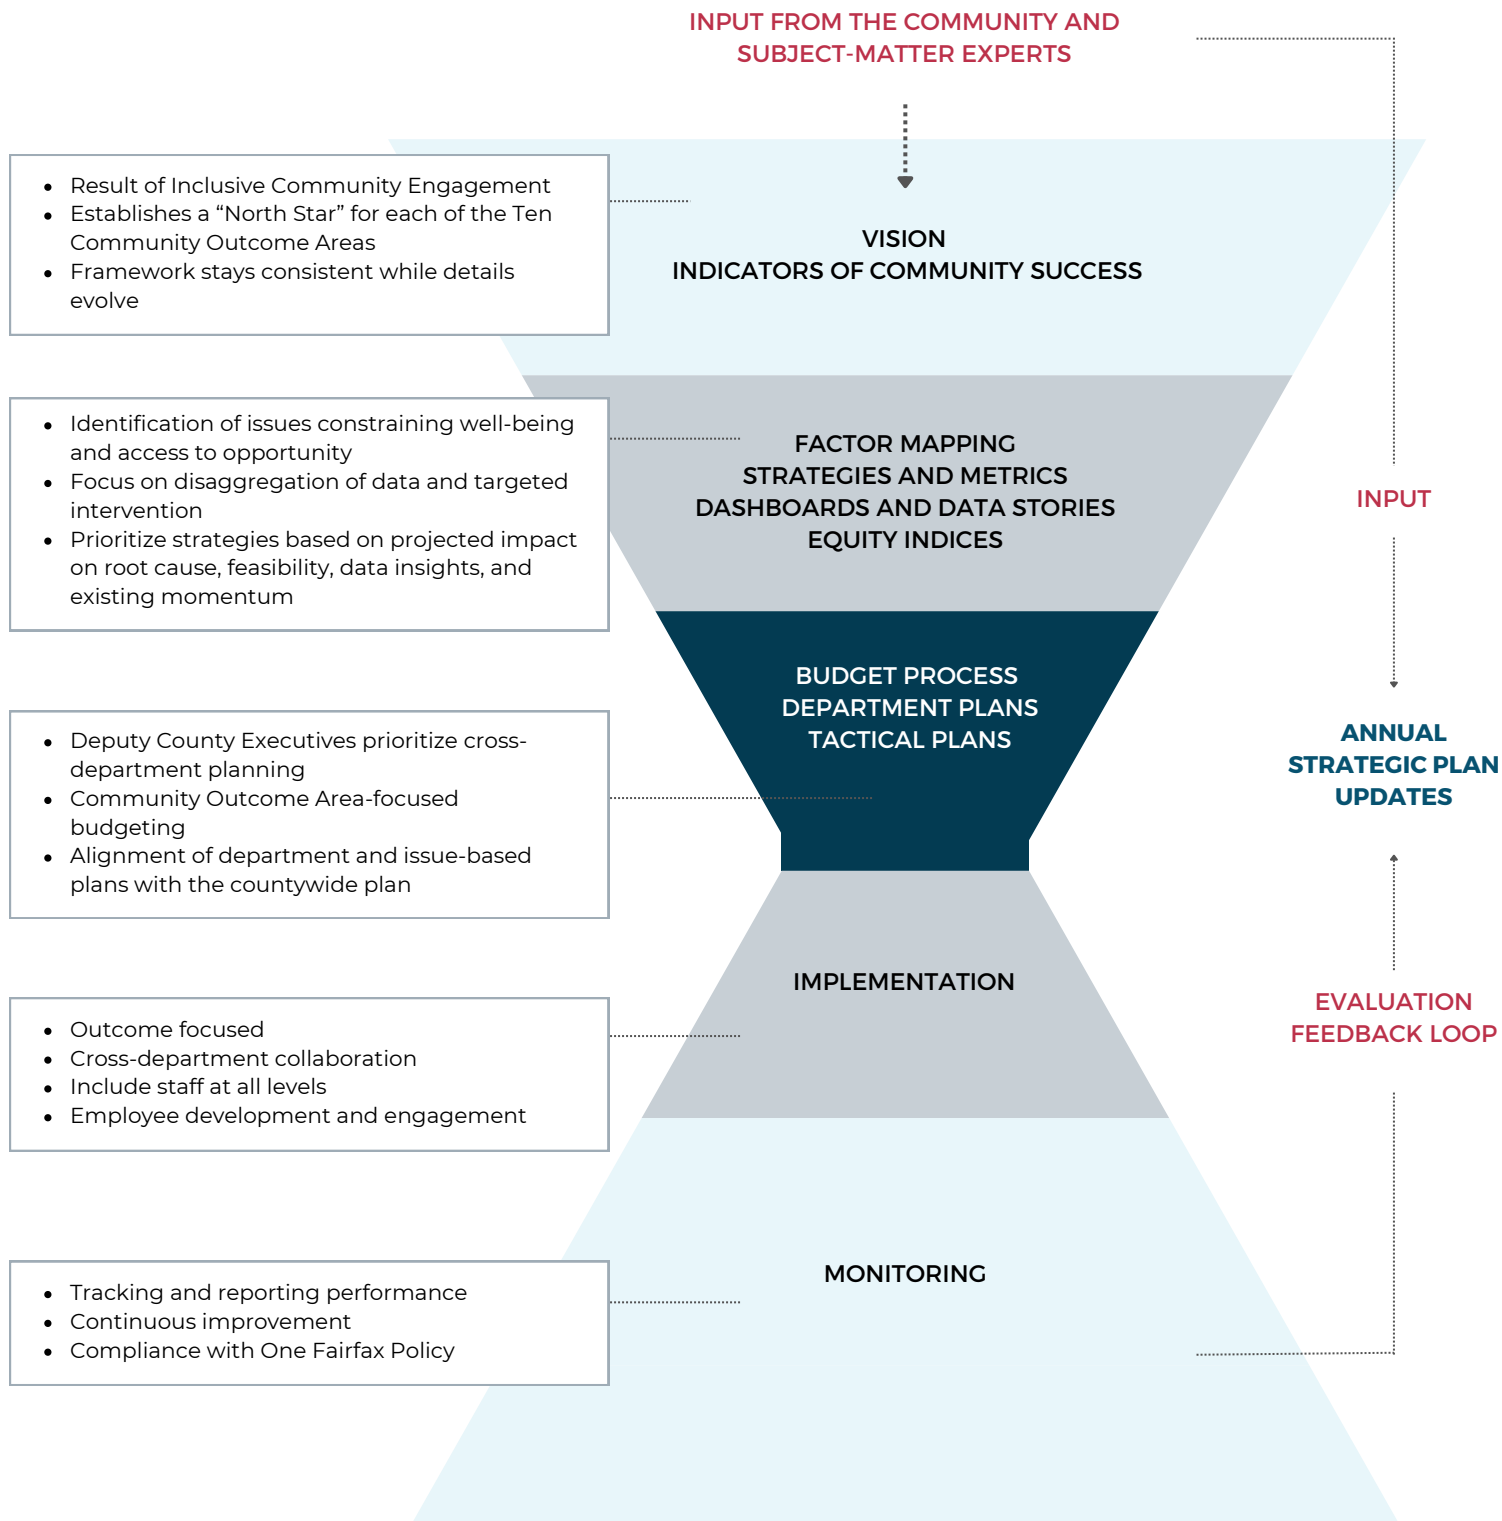 INPUT FROM THE COMMUNITY AND
SUBJECT-MATTER EXPERTS
• Result of Inclusive Community Engagement
• Establishes a “North Star” for each of the Ten
Community Outcome Areas
• Framework stays consistent while details
evolve
VISION
INDICATORS OF COMMUNITY SUCCESS
• Identification of issues constraining well-being
and access to opportunity
• Focus on disaggregation of data and targeted
intervention
• Prioritize strategies based on projected impact
on root cause, feasibility, data insights, and
existing momentum
FACTOR MAPPING
STRATEGIES AND METRICS
DASHBOARDS AND DATA STORIES
EQUITY INDICES
INPUT
• Deputy County Executives prioritize cross-
department planning
• Community Outcome Area-focused
budgeting
• Alignment of department and issue-based
plans with the countywide plan
BUDGET PROCESS
DEPARTMENT PLANS
TACTICAL PLANS
ANNUAL
STRATEGIC PLAN
UPDATES
• Outcome focused
• Cross-department collaboration
• Include staff at all levels
• Employee development and engagement
IMPLEMENTATION
EVALUATION
FEEDBACK LOOP
• Tracking and reporting performance
• Continuous improvement
• Compliance with One Fairfax Policy
MONITORING